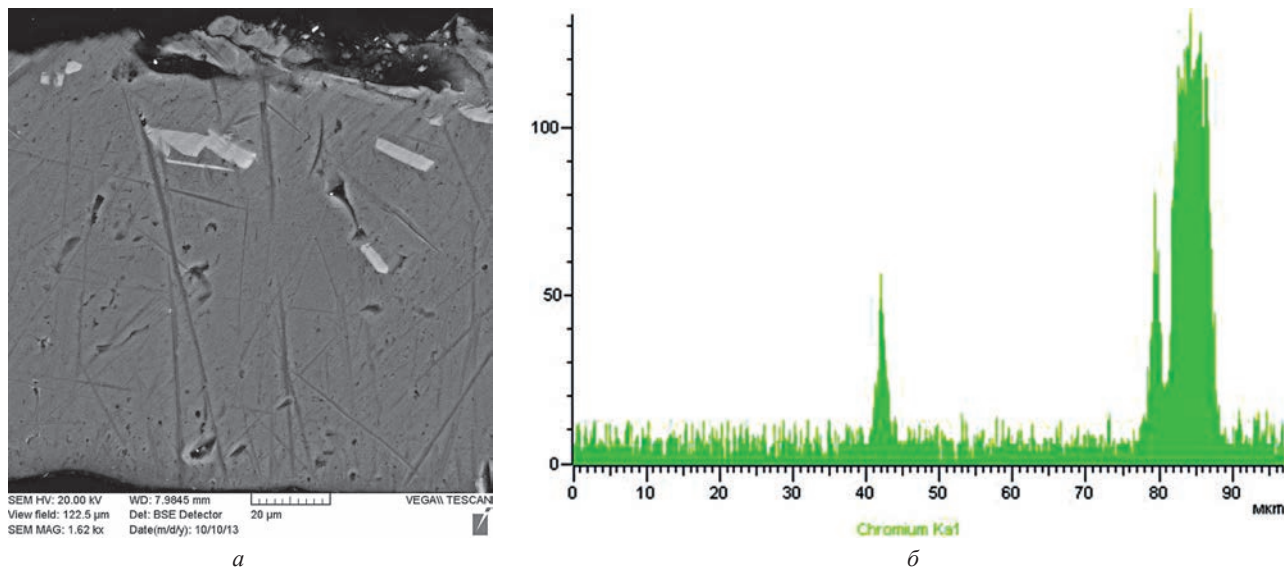 SEM HV: 20.00 kV WD: 7.9845 mm VEGA\\ TESCAN
View field: 122.5 µm Det: BSE Detector 20 µm
SEM MAG: 1.62 kx Date(m/d/y): 10/10/13
а
100
50
0
0 10 20 30 40 50 60 70 80 90
мкm
Chromium Ka1
б